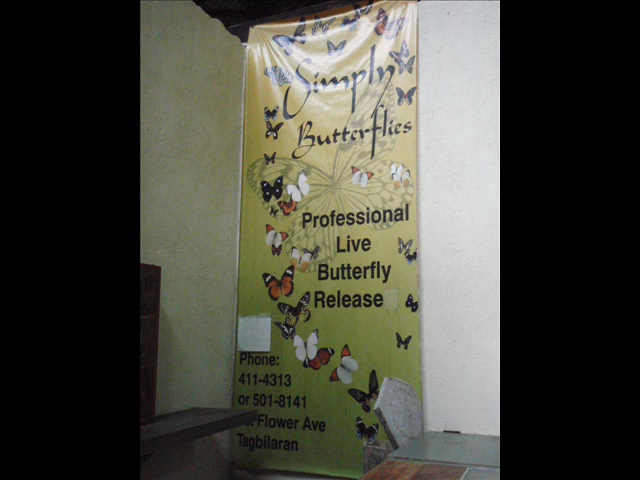 Simply
Butterflies
Professional
Live
Butterfly
Release
Phone:
411-4313
or 501-8141
Flower Ave
Tagbilaran